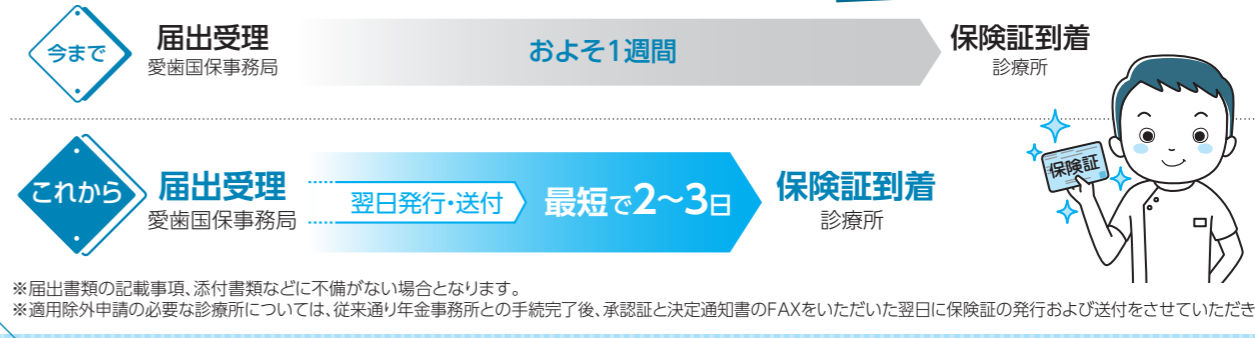 今まで
届出受理
愛歯国保事務局
およそ1週間
保険証到着
診療所
これから
届出受理
愛歯国保事務局
翌日発行・送付
最短で2〜3日
保険証到着
診療所
保険証
※届出書類の記載事項、添付書類などに不備がない場合となります。
※適用除外申請の必要な診療所については、従来通り年金事務所との手続完了後、承認証と決定通知書のFAXをいただいた翌日に保険証の発行および送付をさせていただき